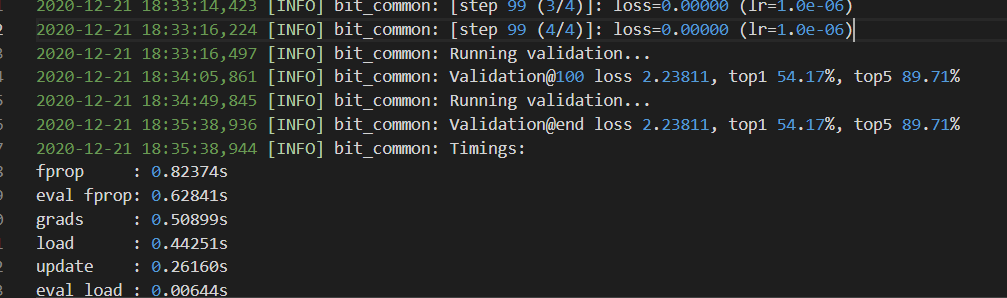 2020-12-21 18:33:14,423 [INFO] bit_common: [step 99 (3/4)]: loss=0.00000 (lr=1.0e-06)
2020-12-21 18:33:16,224 [INFO] bit_common: [step 99 (4/4)]: loss=0.00000 (lr=1.0e-06)
2020-12-21 18:33:16,497 [INFO] bit_common: Running validation...
2020-12-21 18:34:05,861 [INFO] bit_common: Validation@100 loss 2.23811, top1 54.17%, top5 89.71%
2020-12-21 18:34:49,845 [INFO] bit_common: Running validation...
2020-12-21 18:35:38,936 [INFO] bit_common: Validation@end loss 2.23811, top1 54.17%, top5 89.71%
2020-12-21 18:35:38,944 [INFO] bit_common: Timings:
fprop     : 0.82374s
eval fprop: 0.62841s
grads     : 0.50899s
load      : 0.44251s
update    : 0.26160s
eval load : 0.00644s